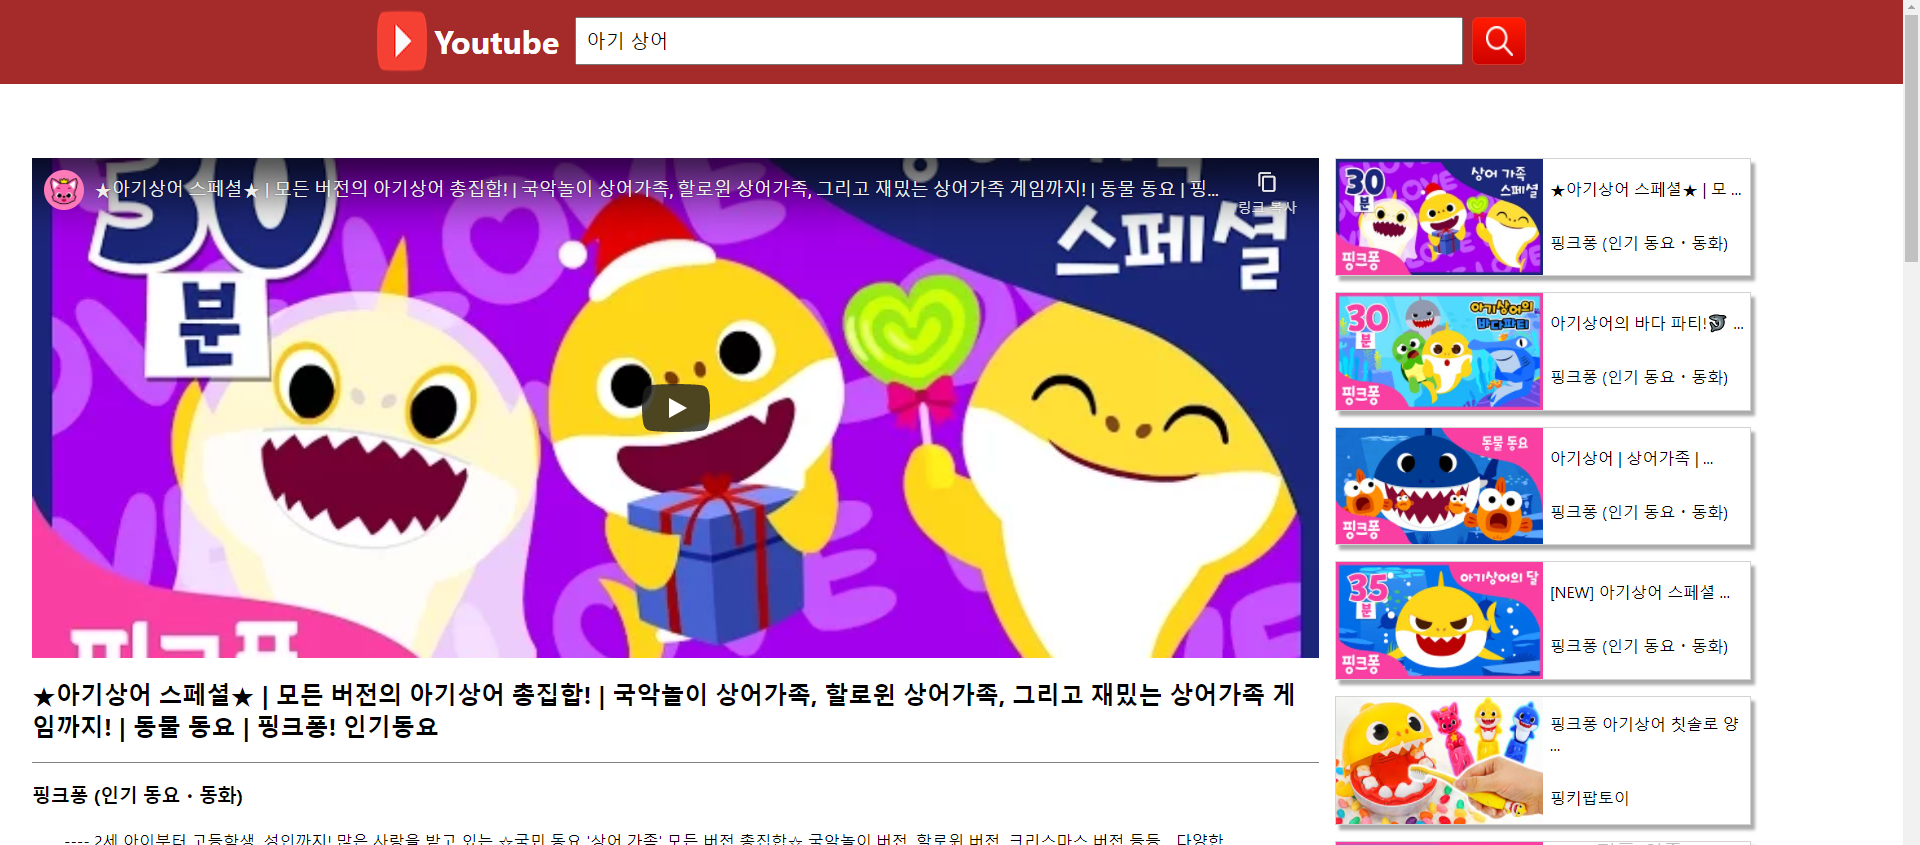 Youtube
아기 상어
★아기상어 스페셜★ | 모든 버전의 아기상어 총집합! | 국악놀이 상어가족, 할로윈 상어가족, 그리고 재밌는 상어가족 게임까지! | 동물 동요 | 핑...
링크 복사
30
분
스페셜
LOVE
핑크퐁
★아기상어 스페셜★ | 모든 버전의 아기상어 총집합! | 국악놀이 상어가족, 할로윈 상어가족, 그리고 재밌는 상어가족 게
임까지! | 동물 동요 | 핑크퐁! 인기동요
핑크퐁 (인기 동요・동화)
---- 2세 아이부터 고등학생, 성인까지! 많은 사랑을 받고 있는 ☆국민 동요 '상어 가족' 모든 버전 총집합☆ 국악놀이 버전, 할로윈 버전, 크리스마스 버전 등등... 다양한
30
분
상어 가족
스페셜
핑크퐁
★아기상어 스페셜★ | 모 ...
핑크퐁 (인기 동요・동화)
30
분
아기상어의
바다파티
핑크퐁
아기상어의 바다 파티! ...
핑크퐁 (인기 동요・동화)
동물 동요
핑크퐁
아기상어 | 상어가족 | ...
핑크퐁 (인기 동요・동화)
35
분
아기상어의 달
핑크퐁
[NEW] 아기상어 스페셜 ...
핑크퐁 (인기 동요・동화)
핑크퐁 아기상어 칫솔로 양
...
핑키팝토이